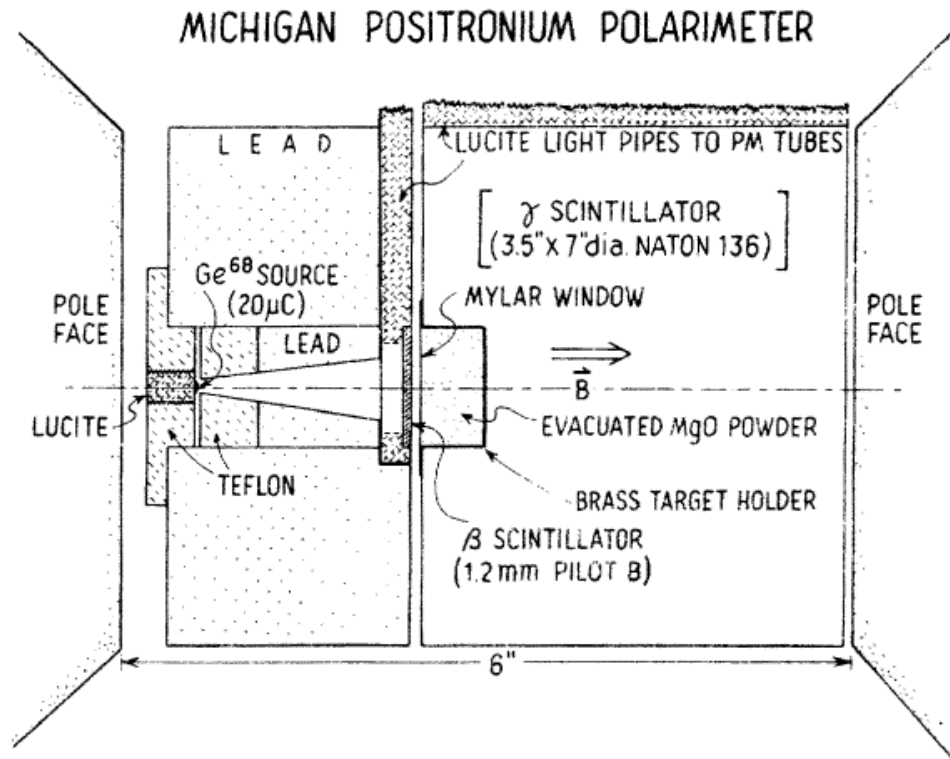 MICHIGAN POSITRONIUM POLARIMETER
L E A D
LUCITE LIGHT PIPES TO PM TUBES
γ SCINTILLATOR
(3.5" x 7" dia. NATON 136)
Ge⁶⁸ SOURCE
(20μC)
MYLAR WINDOW
POLE
FACE
POLE
FACE
LEAD
B
LUCITE
EVACUATED MgO POWDER
TEFLON
BRASS TARGET HOLDER
β SCINTILLATOR
(1.2mm PILOT B)
6"